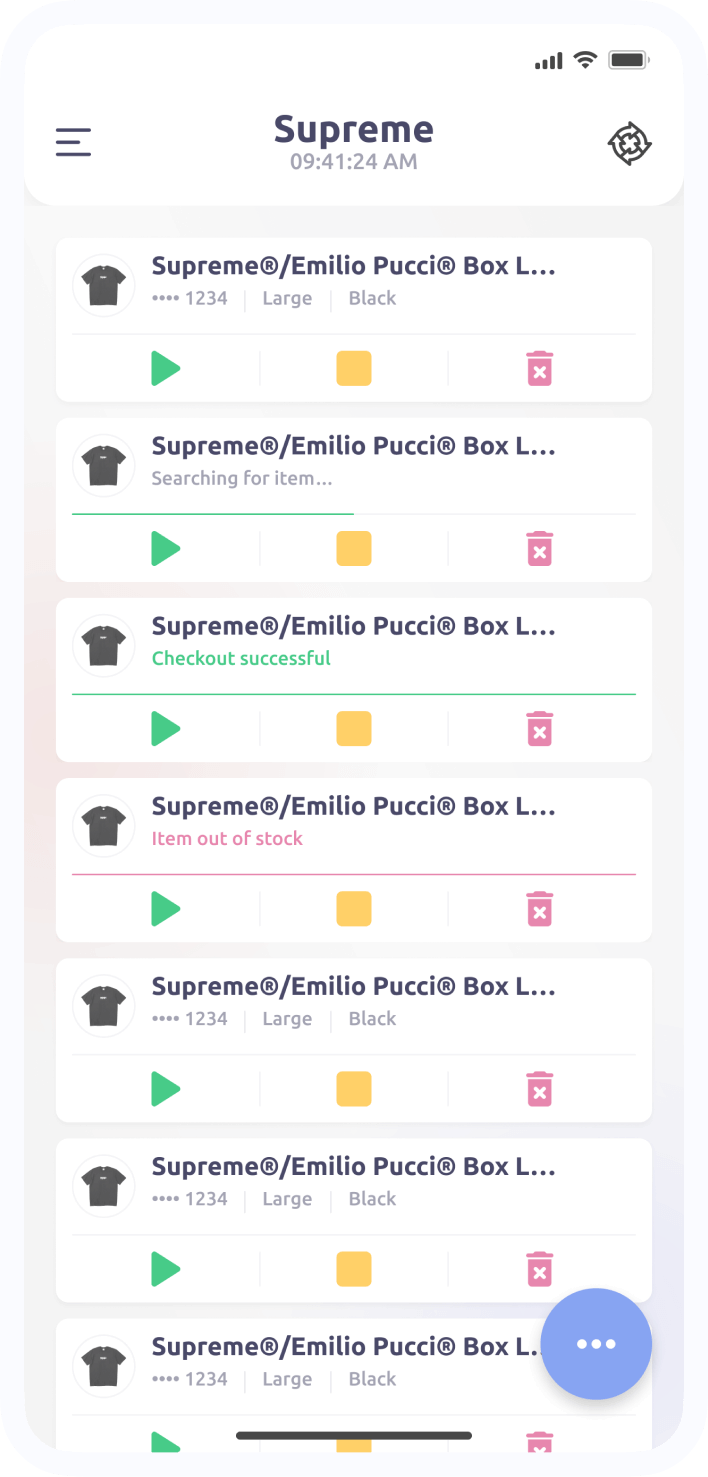 Supreme
09:41:24 AM
Supreme®/Emilio Pucci® Box L...
•••• 1234 | Large | Black
Supreme®/Emilio Pucci® Box L...
Searching for item...
Supreme®/Emilio Pucci® Box L...
Checkout successful
Supreme®/Emilio Pucci® Box L...
Item out of stock
Supreme®/Emilio Pucci® Box L...
•••• 1234 | Large | Black
Supreme®/Emilio Pucci® Box L...
•••• 1234 | Large | Black
Supreme®/Emilio Pucci® Box L...
•••• 1234 | Large | Black